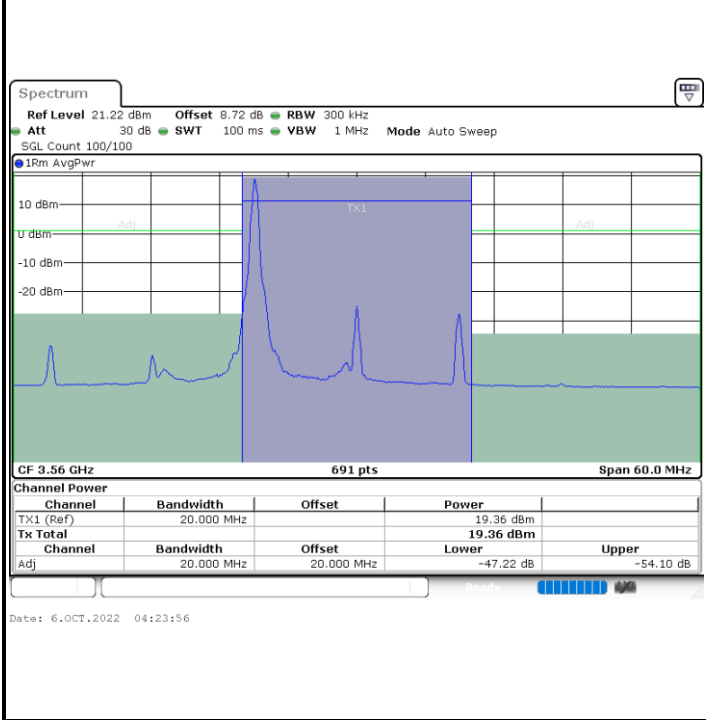 Spectrum
Ref Level 21.22 dBm Offset 8.72 dB RBW 300 kHz
Att 30 dB SWT 100 ms VBW 1 MHz Mode Auto Sweep
SGL Count 100/100
1Rm AvgPwr
10 dBm
TX1
Adj Adj
0 dBm
-10 dBm
-20 dBm
CF 3.56 GHz 691 pts Span 60.0 MHz
Channel Power
Channel Bandwidth Offset Power
TX1 (Ref) 20.000 MHz 19.36 dBm
Tx Total 19.36 dBm
Channel Bandwidth Offset Lower Upper
Adj 20.000 MHz 20.000 MHz -47.22 dB -54.10 dB
Ready
Date: 6.OCT.2022 04:23:56